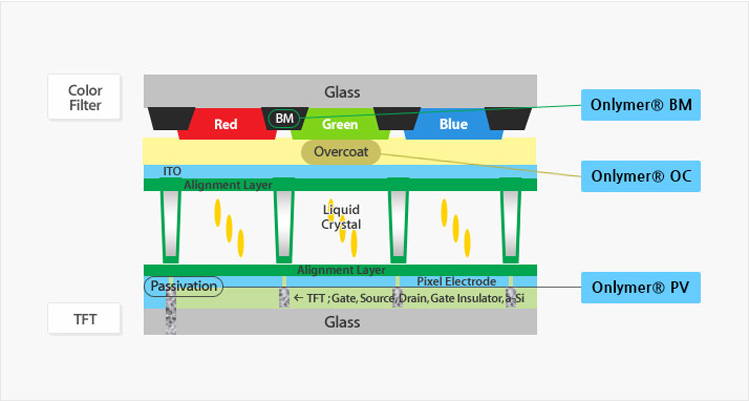 Color
Filter
Glass
Red
BM
Green
Blue
Onlymer® BM
Overcoat
ITO
Onlymer® OC
Alignment Layer
Liquid
Crystal
Alignment Layer
Passivation
Pixel Electrode
Onlymer® PV
← TFT ; Gate, Source, Drain, Gate Insulator, a-Si
TFT
Glass